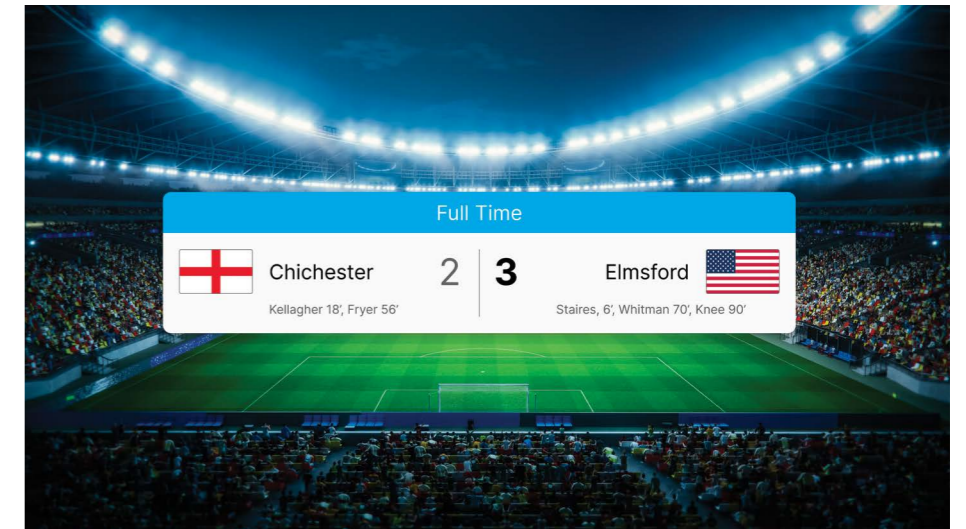 Full Time
Chichester 2 3 Elmsford
Kellagher 18’, Fryer 56’ Staires, 6’, Whitman 70’, Knee 90’